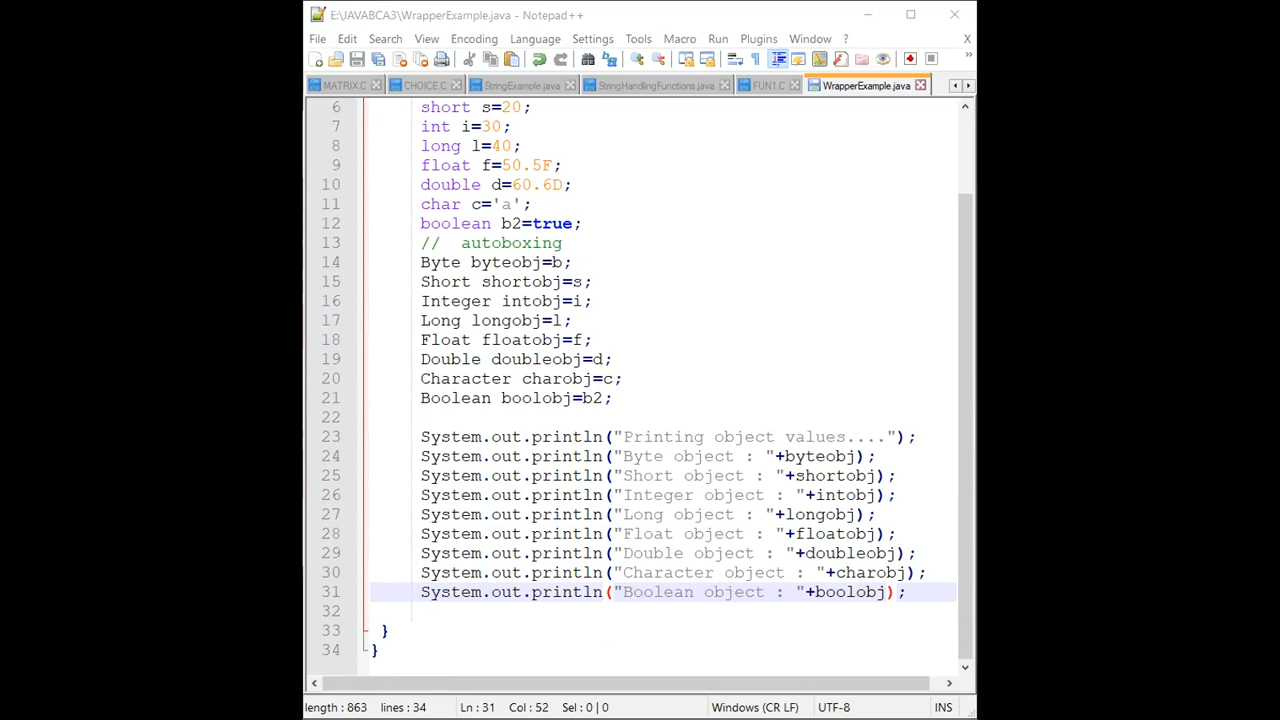 E:\JAVABCA3\WrapperExample.java - Notepad++
File Edit Search View Encoding Language Settings Tools Macro Run Plugins Window ? X
MATRIX.C CHOICE.C StringExample.java StringHandlingFunctions.java FUN1.C WrapperExample.java
6 short s=20;
7 int i=30;
8 long l=40;
9 float f=50.5F;
10 double d=60.6D;
11 char c='a';
12 boolean b2=true;
13 //  autoboxing
14 Byte byteobj=b;
15 Short shortobj=s;
16 Integer intobj=i;
17 Long longobj=l;
18 Float floatobj=f;
19 Double doubleobj=d;
20 Character charobj=c;
21 Boolean boolobj=b2;
22
23 System.out.println("Printing object values....");
24 System.out.println("Byte object : "+byteobj);
25 System.out.println("Short object : "+shortobj);
26 System.out.println("Integer object : "+intobj);
27 System.out.println("Long object : "+longobj);
28 System.out.println("Float object : "+floatobj);
29 System.out.println("Double object : "+doubleobj);
30 System.out.println("Character object : "+charobj);
31 System.out.println("Boolean object : "+boolobj);
32
33 }
34 }
length : 863 lines : 34 Ln : 31 Col : 52 Sel : 0 | 0 Windows (CR LF) UTF-8 INS